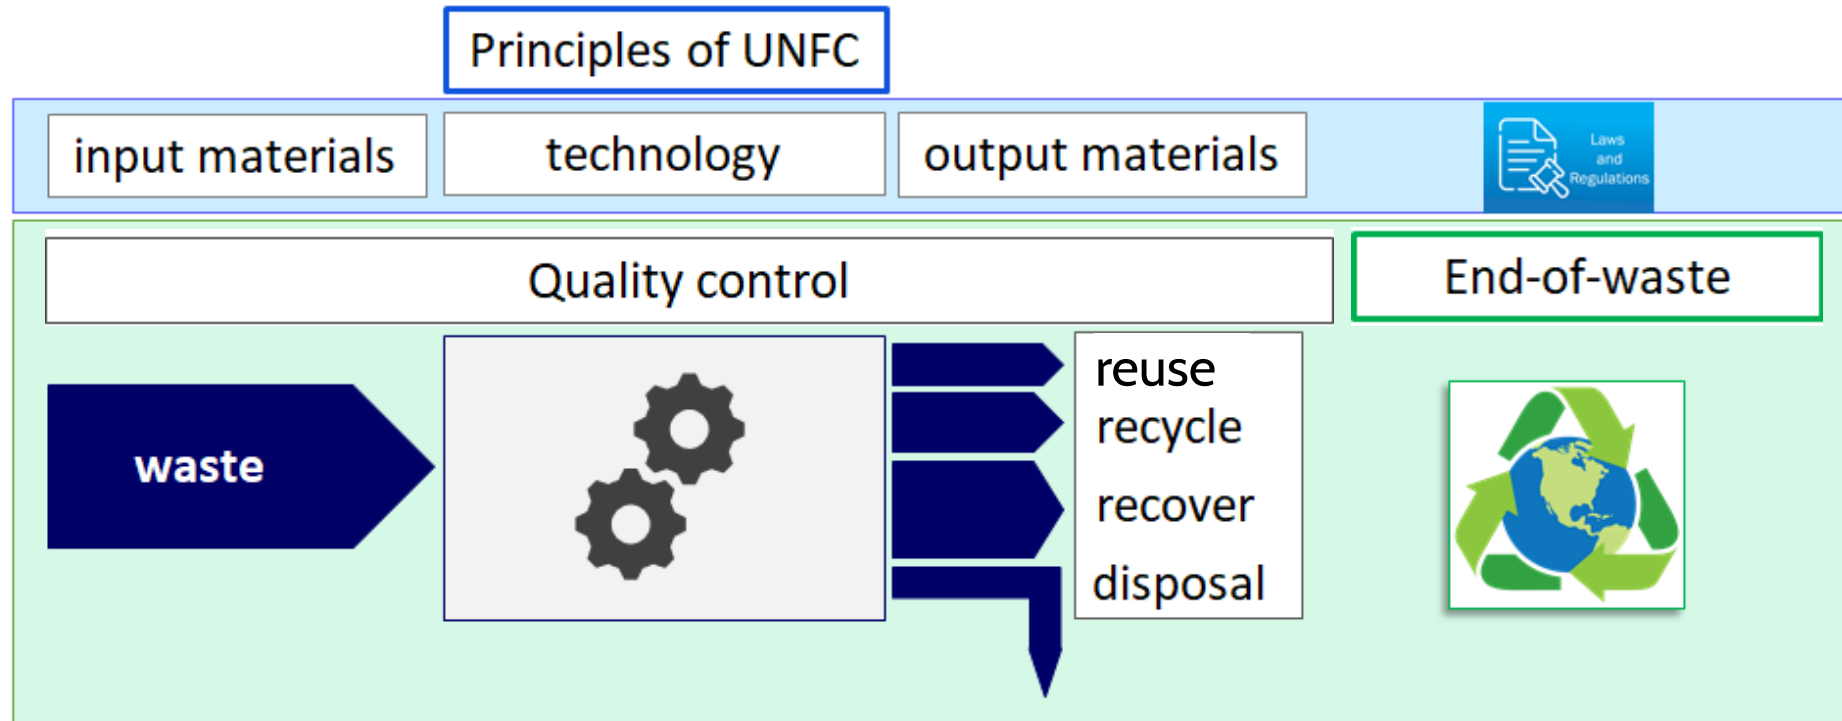 Principles of UNFC
input materials
technology
output materials
Laws
and
Regulations
Quality control
End-of-waste
waste
reuse
recycle
recover
disposal